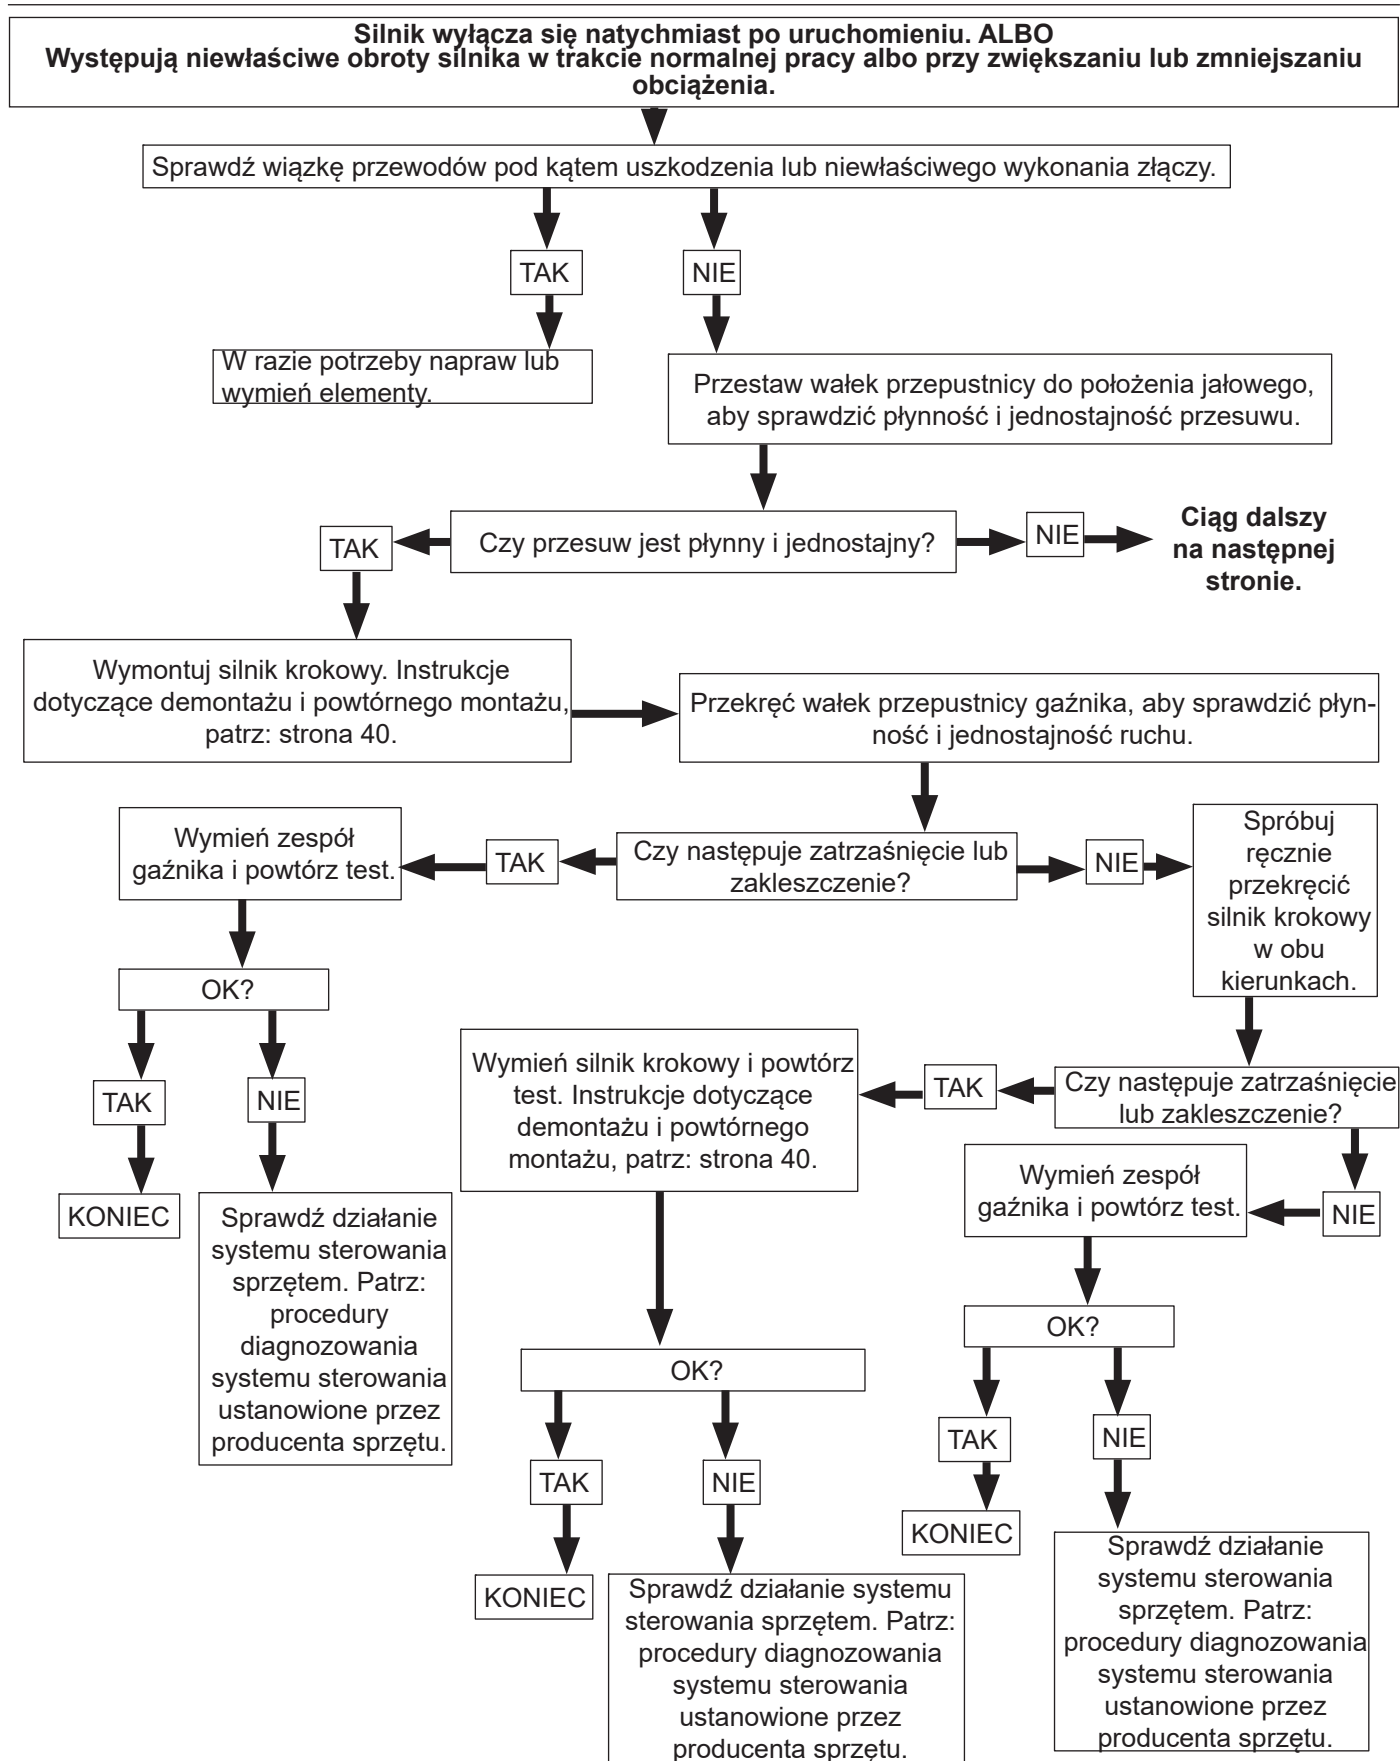 Silnik wyłącza się natychmiast po uruchomieniu. ALBO
Występują niewłaściwe obroty silnika w trakcie normalnej pracy albo przy zwiększaniu lub zmniejszaniu
obciążenia.
Sprawdź wiązkę przewodów pod kątem uszkodzenia lub niewłaściwego wykonania złączy.
TAK
NIE
W razie potrzeby napraw lub
wymień elementy.
Przestaw wałek przepustnicy do położenia jałowego,
aby sprawdzić płynność i jednostajność przesuwu.
TAK
Czy przesuw jest płynny i jednostajny?
NIE
Ciąg dalszy
na następnej
stronie.
Wymontuj silnik krokowy. Instrukcje
dotyczące demontażu i powtórnego montażu,
patrz: strona 40.
Przekręć wałek przepustnicy gaźnika, aby sprawdzić płyn-
ność i jednostajność ruchu.
Wymień zespół
gaźnika i powtórz test.
TAK
Czy następuje zatrzaśnięcie lub
zakleszczenie?
NIE
Spróbuj
ręcznie
przekręcić
silnik krokowy
w obu
kierunkach.
OK?
TAK
NIE
KONIEC
Sprawdź działanie
systemu sterowania
sprzętem. Patrz:
procedury
diagnozowania
systemu sterowania
ustanowione przez
producenta sprzętu.
Wymień silnik krokowy i powtórz
test. Instrukcje dotyczące
demontażu i powtórnego
montażu, patrz: strona 40.
TAK
Czy następuje zatrzaśnięcie
lub zakleszczenie?
NIE
Wymień zespół
gaźnika i powtórz test.
OK?
TAK
NIE
KONIEC
Sprawdź działanie systemu
sterowania sprzętem. Patrz:
procedury diagnozowania
systemu sterowania
ustanowione przez
producenta sprzętu.
OK?
TAK
NIE
KONIEC
Sprawdź działanie
systemu sterowania
sprzętem. Patrz:
procedury diagnozowania
systemu sterowania
ustanowione przez
producenta sprzętu.